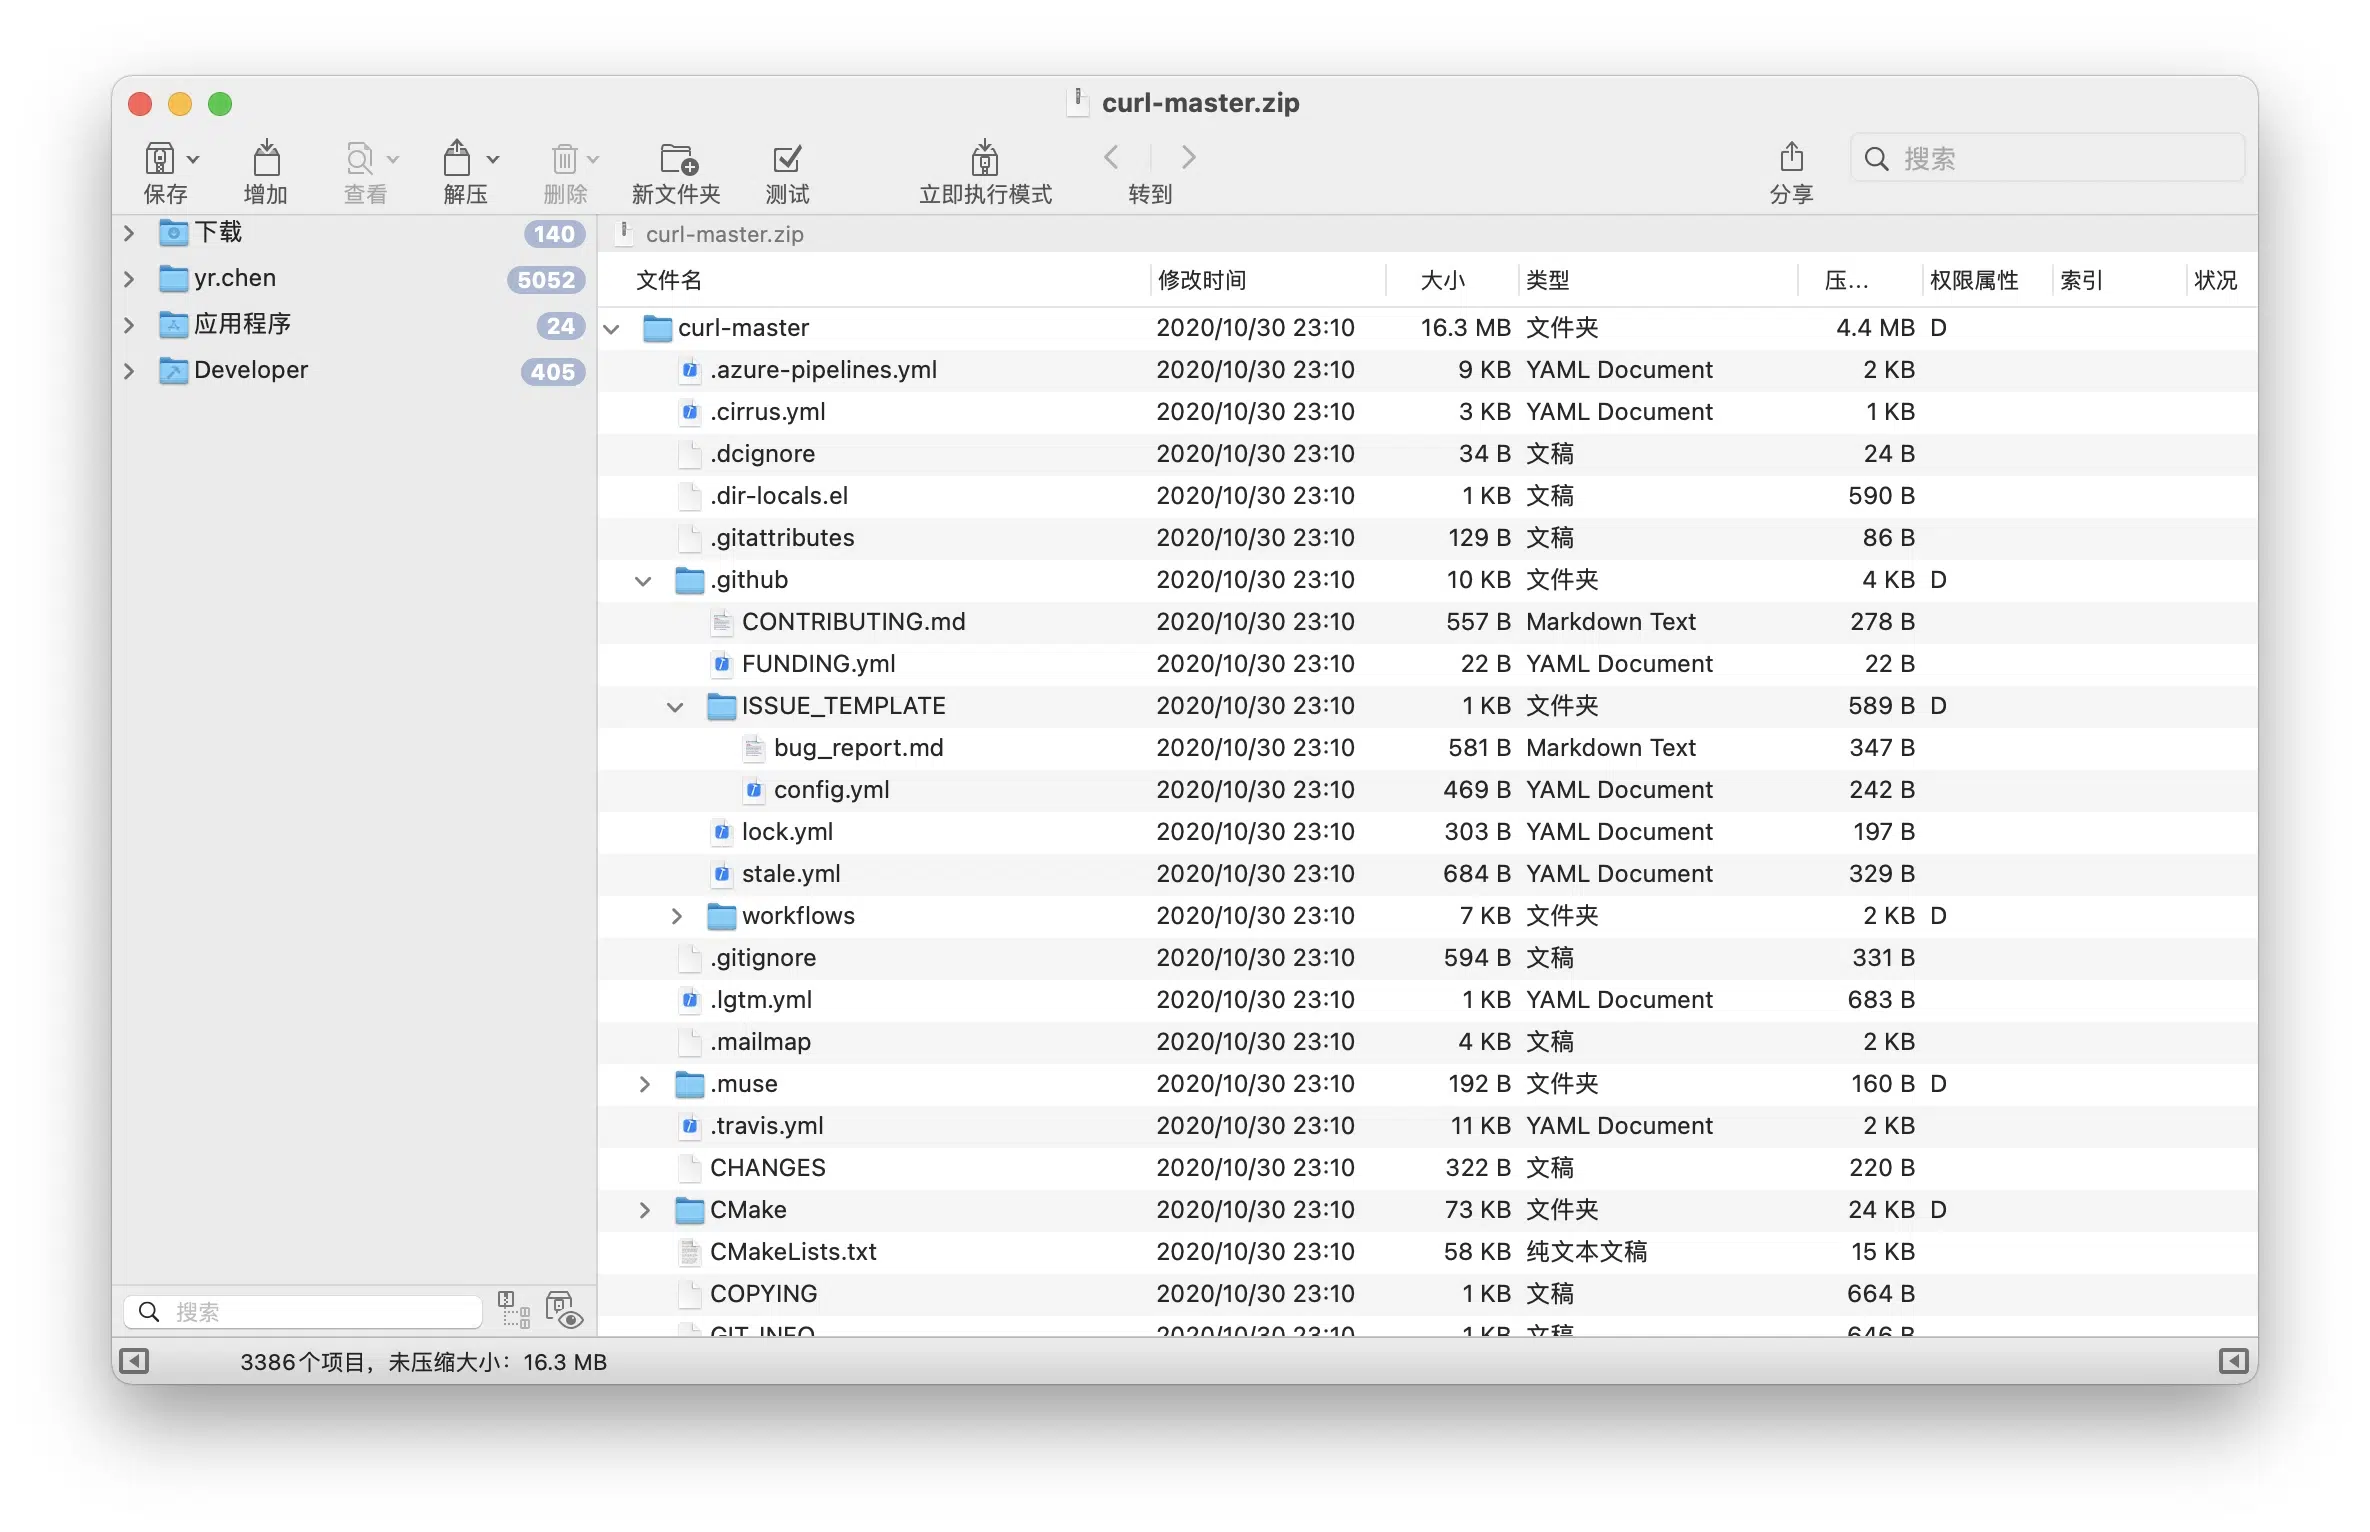 curl-master.zip
保存 增加 查看 解压 删除 新文件夹 测试 立即执行模式 转到 分享 搜索
下载 140
yr.chen 5052
应用程序 24
Developer 405
curl-master.zip
文件名 修改时间 大小 类型 压... 权限属性 索引 状况
curl-master 2020/10/30 23:10 16.3 MB 文件夹 4.4 MB D
.azure-pipelines.yml 2020/10/30 23:10 9 KB YAML Document 2 KB
.cirrus.yml 2020/10/30 23:10 3 KB YAML Document 1 KB
.dcignore 2020/10/30 23:10 34 B 文稿 24 B
.dir-locals.el 2020/10/30 23:10 1 KB 文稿 590 B
.gitattributes 2020/10/30 23:10 129 B 文稿 86 B
.github 2020/10/30 23:10 10 KB 文件夹 4 KB D
CONTRIBUTING.md 2020/10/30 23:10 557 B Markdown Text 278 B
FUNDING.yml 2020/10/30 23:10 22 B YAML Document 22 B
ISSUE_TEMPLATE 2020/10/30 23:10 1 KB 文件夹 589 B D
bug_report.md 2020/10/30 23:10 581 B Markdown Text 347 B
config.yml 2020/10/30 23:10 469 B YAML Document 242 B
lock.yml 2020/10/30 23:10 303 B YAML Document 197 B
stale.yml 2020/10/30 23:10 684 B YAML Document 329 B
workflows 2020/10/30 23:10 7 KB 文件夹 2 KB D
.gitignore 2020/10/30 23:10 594 B 文稿 331 B
.lgtm.yml 2020/10/30 23:10 1 KB YAML Document 683 B
.mailmap 2020/10/30 23:10 4 KB 文稿 2 KB
.muse 2020/10/30 23:10 192 B 文件夹 160 B D
.travis.yml 2020/10/30 23:10 11 KB YAML Document 2 KB
CHANGES 2020/10/30 23:10 322 B 文稿 220 B
CMake 2020/10/30 23:10 73 KB 文件夹 24 KB D
CMakeLists.txt 2020/10/30 23:10 58 KB 纯文本文稿 15 KB
COPYING 2020/10/30 23:10 1 KB 文稿 664 B
GIT-INFO 2020/10/30 23:10 1 KB 文稿 646 B
搜索
3386个项目，未压缩大小：16.3 MB